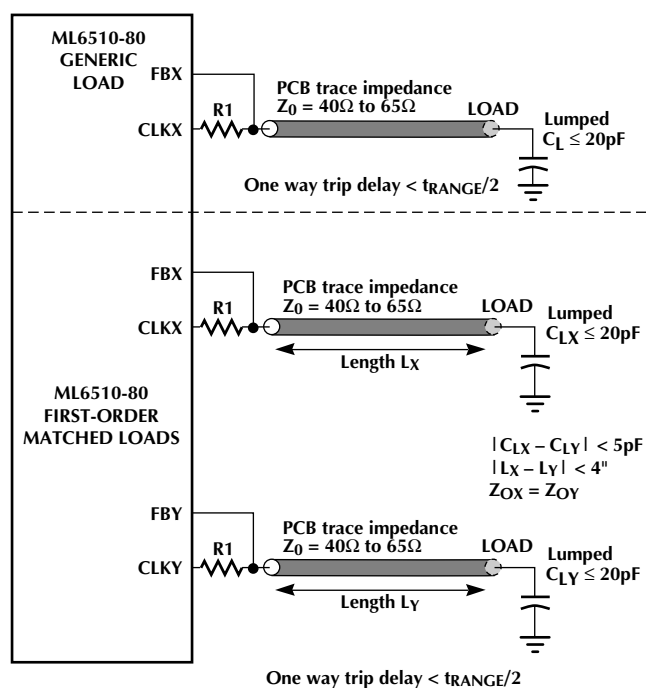 ML6510-80
GENERIC
LOAD
FBX
CLKX
R1
PCB trace impedance
Z0 = 40Ω to 65Ω
LOAD
Lumped
CL ≤ 20pF
One way trip delay < tRANGE/2
FBX
CLKX
R1
PCB trace impedance
Z0 = 40Ω to 65Ω
LOAD
Lumped
CLX ≤ 20pF
Length LX
ML6510-80
FIRST-ORDER
MATCHED LOADS
|CLX – CLY| < 5pF
|LX – LY| < 4"
ZOX = ZOY
FBY
CLKY
R1
PCB trace impedance
Z0 = 40Ω to 65Ω
LOAD
Lumped
CLY ≤ 20pF
Length LY
One way trip delay < tRANGE/2